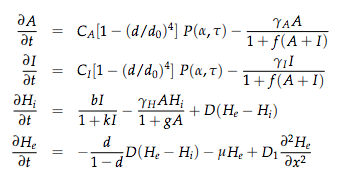 ∂A/∂t = C_A[1 − (d/d_0)^4] P(α, τ) − γ_A A / (1 + f(A + I))
∂I/∂t = C_I[1 − (d/d_0)^4] P(α, τ) − γ_I I / (1 + f(A + I))
∂H_i/∂t = bI / (1 + kI) − γ_H A H_i / (1 + gA) + D(H_e − H_i)
∂H_e/∂t = − d / (1 − d) D(H_e − H_i) − μH_e + D_1 ∂²H_e/∂x²